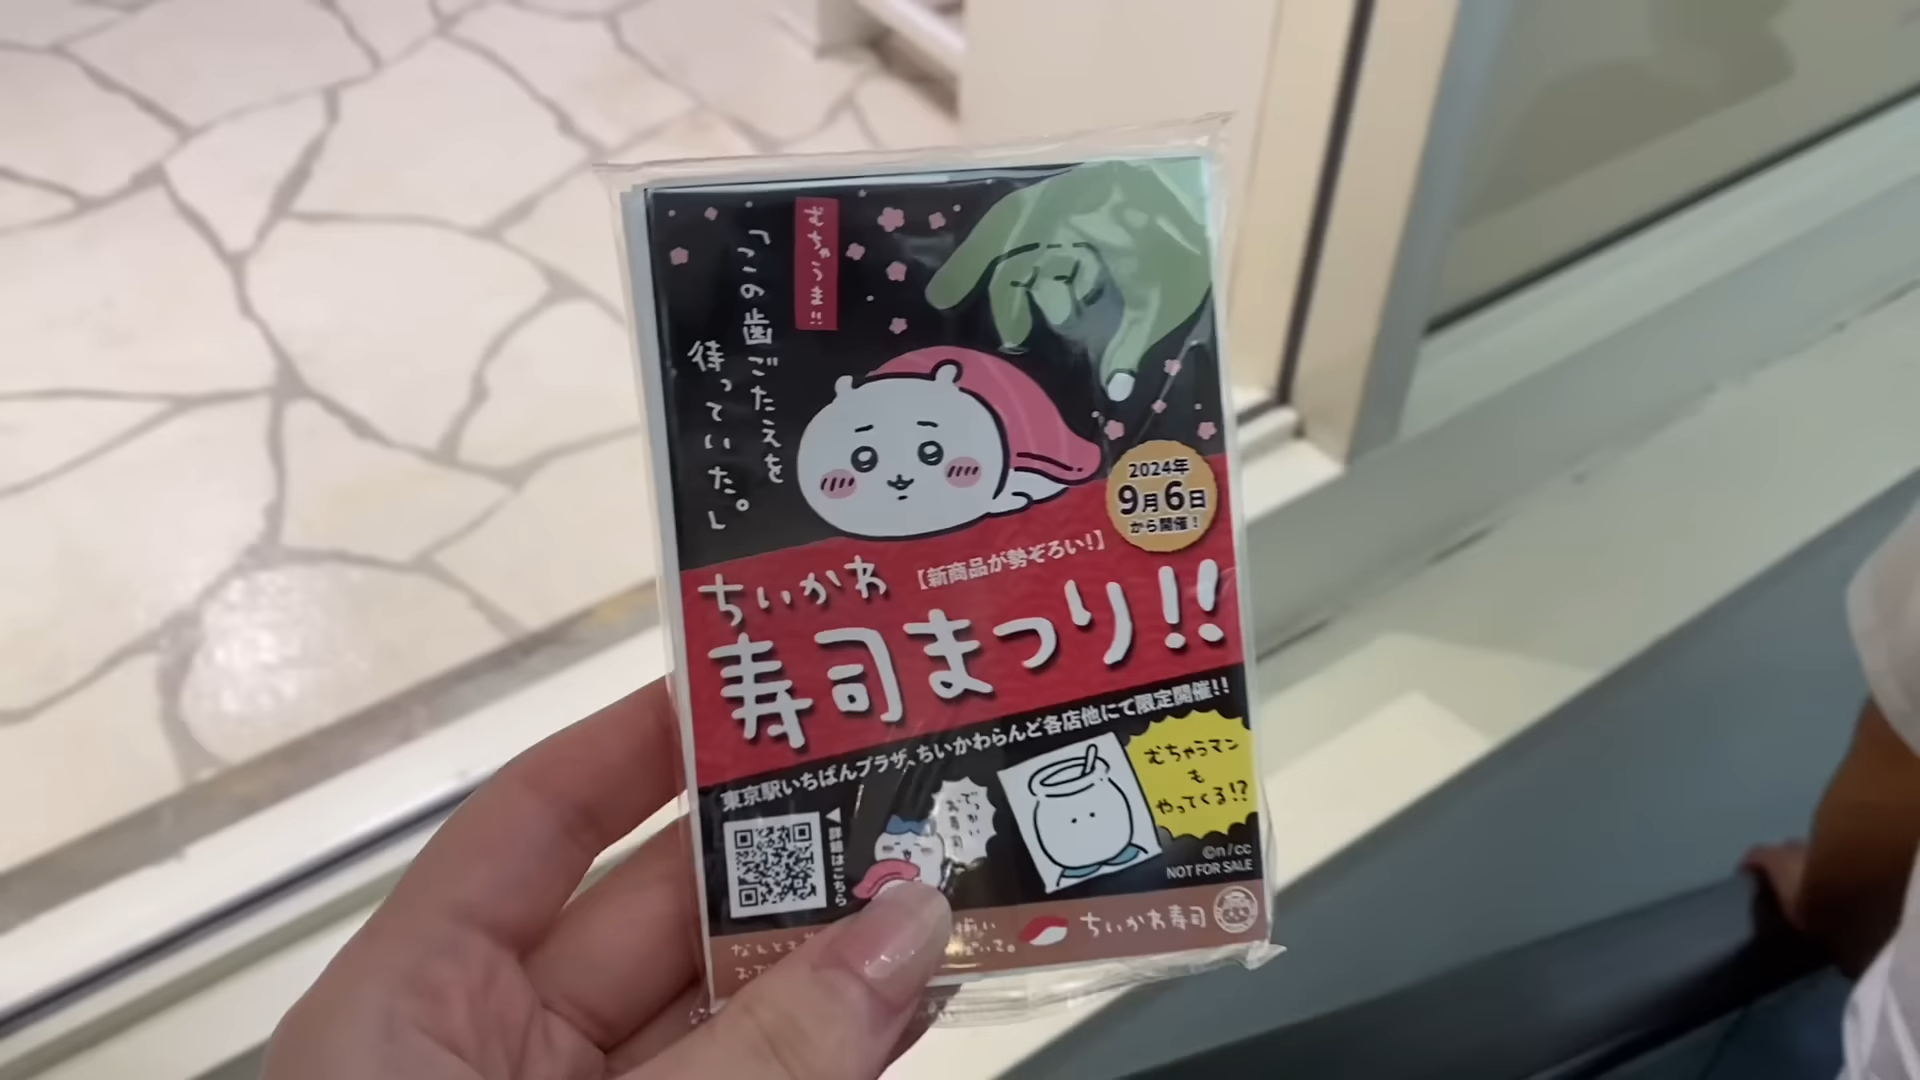 むちゃうま!!
「この歯ごたえを
待っていた。」
2024年
9月6日
から開催!
ちいかわ
【新商品が勢ぞろい!】
寿司まつり!!
東京駅いちばんプラザ、ちいかわらんど各店他にて限定開催!!
◀詳細はこちら
でっかい
お寿司
むちゃうマン
も
やってくる!?
©n/cc
NOT FOR SALE
ちいかわ寿司